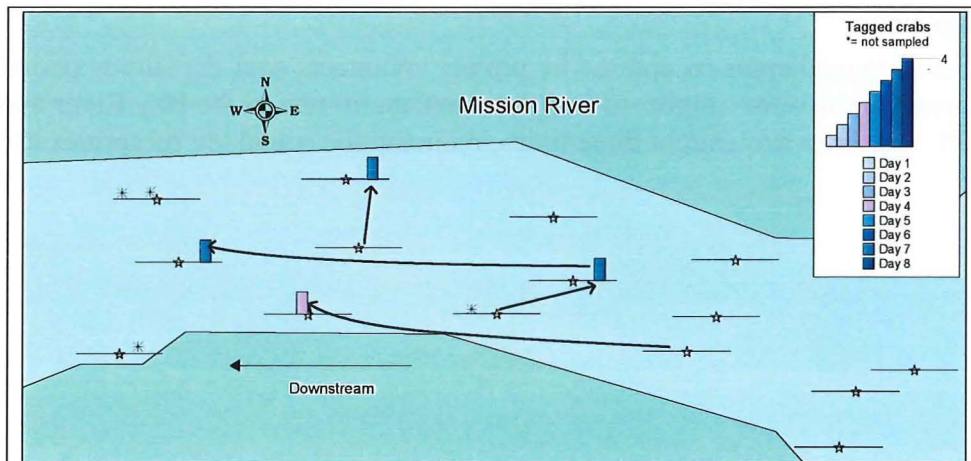 Tagged crabs
*= not sampled
4
Day 1
Day 2
Day 3
Day 4
Day 5
Day 6
Day 7
Day 8
N
W E
S
Mission River
Downstream